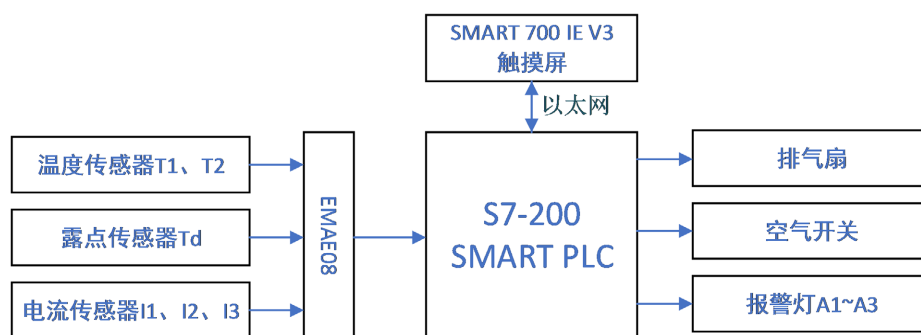 SMART 700 IE V3
触摸屏
以太网
温度传感器T1、T2
露点传感器Td
电流传感器I1、I2、I3
EMAE08
S7-200
SMART PLC
排气扇
空气开关
报警灯A1~A3